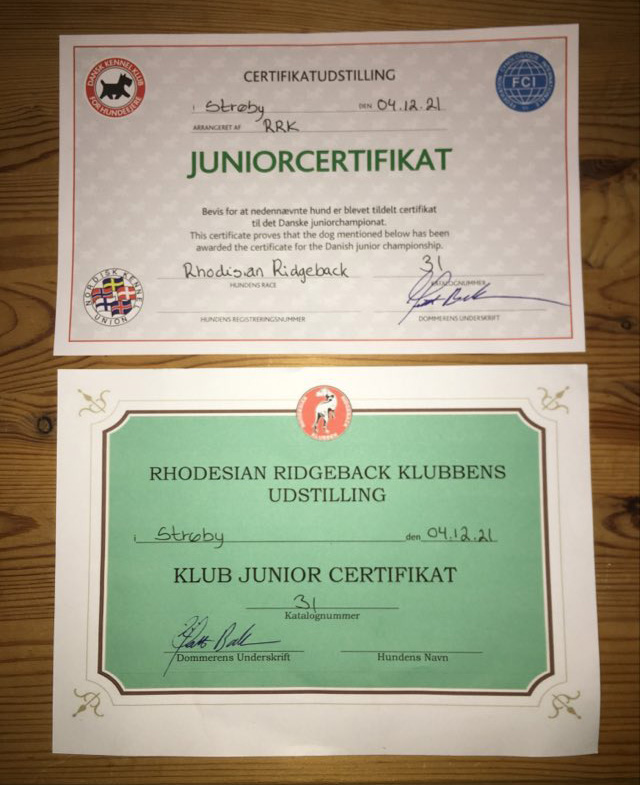 DANSK KENNEL KLUB
FOR HUNDEEJERE
CERTIFIKATUDSTILLING
FCI
i Strøby DEN 04.12.21
ARRANGERET AF RRK
JUNIORCERTIFIKAT
Bevis for at nedennævnte hund er blevet tildelt certifikat
til det Danske juniorchampionat.
This certificate proves that the dog mentioned below has been
awarded the certificate for the Danish junior championship.
Rhodisian Ridgeback 31
HUNDENS RACE KATALOGNUMMER
NORDISK KENNEL
UNION
HUNDENS REGISTRERINGSNUMMER DOMMERENS UNDERSKRIFT
RHODESIAN RIDGEBACK KLUBBENS
UDSTILLING
i Strøby den 04.12.21
KLUB JUNIOR CERTIFIKAT
31
Katalognummer
Dommerens Underskrift Hundens Navn